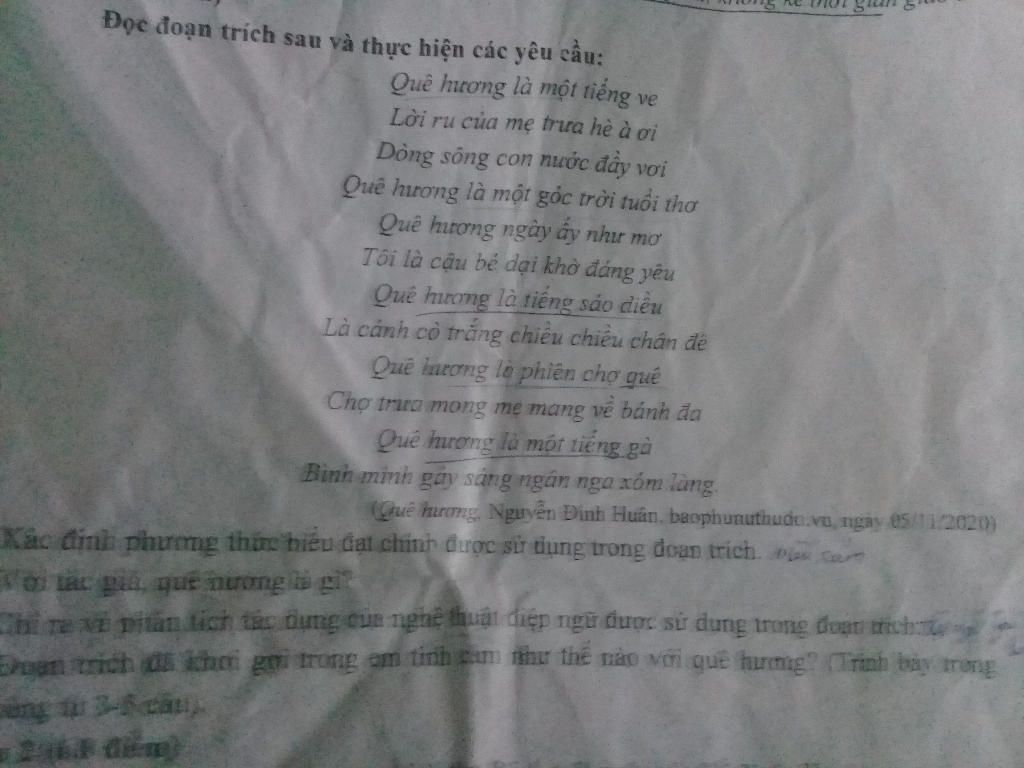 không kể thời gian
Đọc đoạn trích sau và thực hiện các yêu cầu:
Quê hương là một tiếng ve
Lời ru của mẹ trưa hè à ơi
Dòng sông con nước đầy vơi
Quê hương là một góc trời tuổi thơ
Quê hương ngày ấy như mơ
Tôi là cậu bé dại khờ đáng yêu
Quê hương là tiếng sáo diều
Là cánh cò trắng chiều chiều chân đê
Quê hương là phiên chợ quê
Chợ trưa mong mẹ mang về bánh đa
Quê hương là một tiếng gà
Bình minh gáy sáng ngân nga xóm làng.
(Quê hương, Nguyễn Đình Huân, baophunuthudo.vn, ngày 05/11/2020)
Xác định phương thức biểu đạt chính được sử dụng trong đoạn trích.
Với tác giả, quê hương là gì?
Chỉ ra và phân tích tác dụng của nghệ thuật điệp ngữ được sử dụng trong đoạn trích.
Đoạn trích đã khơi gợi trong em tình cảm như thế nào với quê hương? (Trình bày trong
từ 3-5 câu).
điểm)